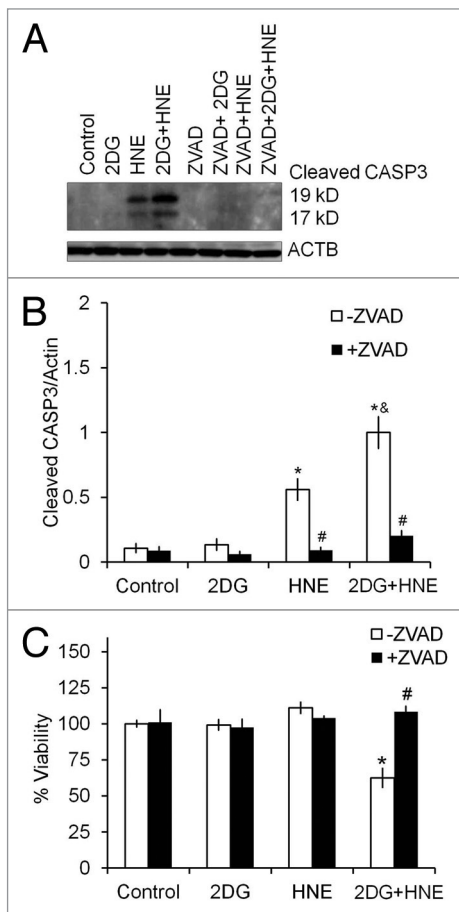 A
Control
2DG
HNE
2DG+HNE
ZVAD
ZVAD+ 2DG
ZVAD+HNE
ZVAD+2DG+HNE
Cleaved CASP3
19 kD
17 kD
ACTB
B
Cleaved CASP3/Actin
2
1.5
1
0.5
0
-ZVAD
+ZVAD
*
#
*&
#
Control 2DG HNE 2DG+HNE
C
% Viability
150
125
100
75
50
25
0
-ZVAD
+ZVAD
*
#
Control 2DG HNE 2DG+HNE